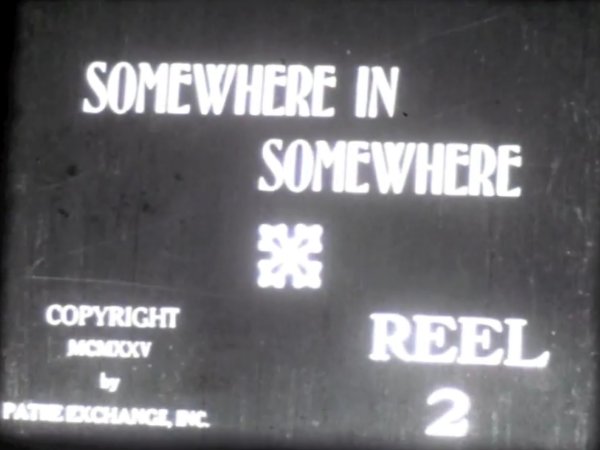 SOMEWHERE IN
SOMEWHERE
COPYRIGHT
MCMXXV
by
PATHE EXCHANGE, INC.
REEL
2